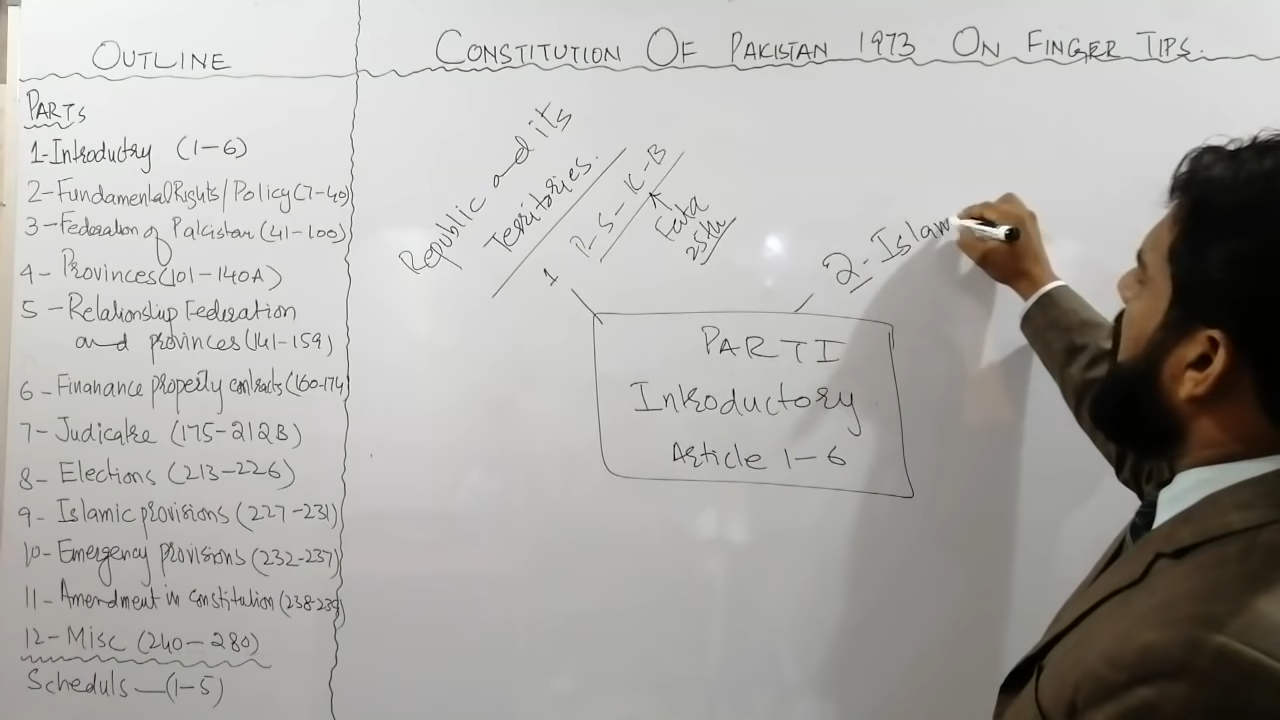 OUTLINE
CONSTITUTION OF PAKISTAN 1973 ON FINGER TIPS.
PARTS
1-Introductry (1-6)
2-Fundamental Rights/Policy(7-40)
3-Federation of Pakistan (41-100)
4- Provinces(101-140A)
5 -Relationship Federation
and provinces(141-159)
6-Finanance property contracts(160-174
7- Judicatre (175-212B)
8- Elections (213-226)
9- Islamic provisions (227-231)
10- Emergency provisions (232-237)
11-Amendment in constitution (238-239)
12-Misc (240-280)
Scheduls-(1-5)
Republic and its
Territories.
1 P-S-K-B
Fata
25th
2-Islam
PART I
Introductory
Article 1-6